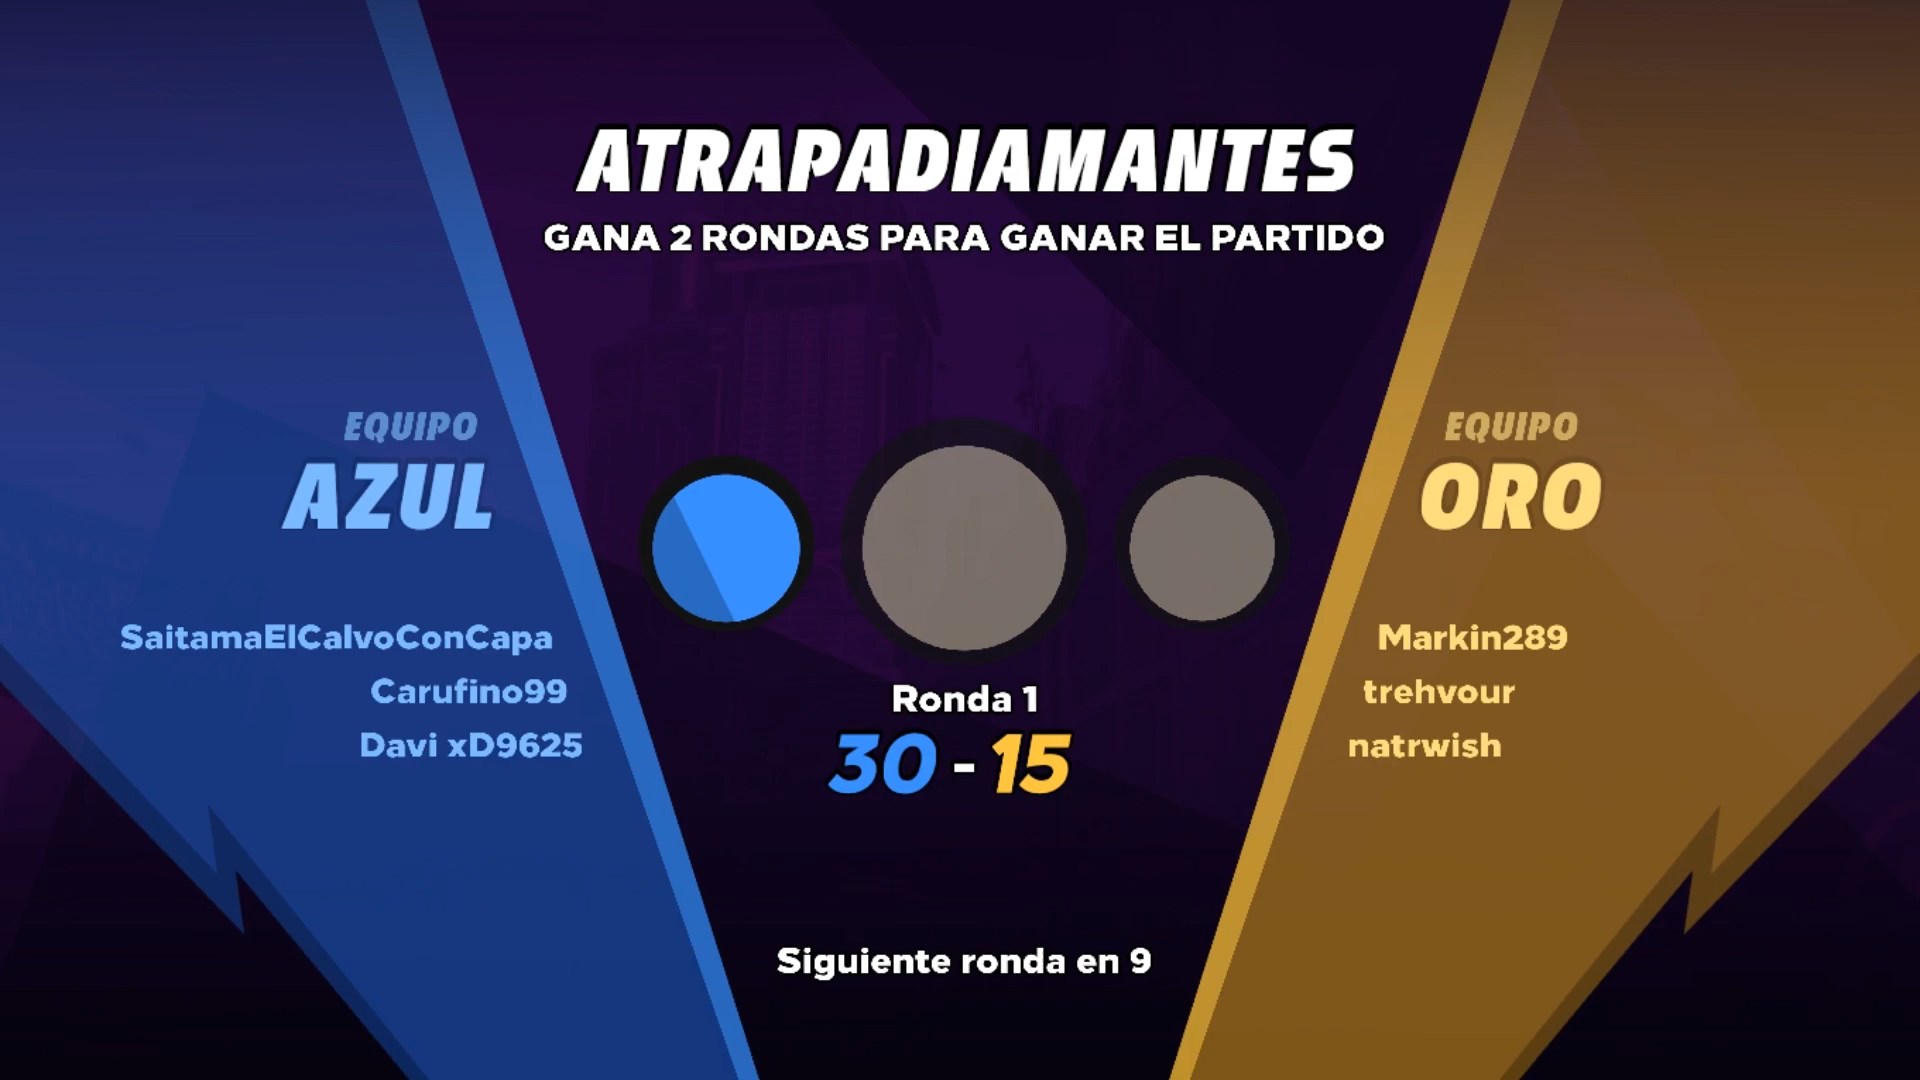 ATRAPADIAMANTES
GANA 2 RONDAS PARA GANAR EL PARTIDO
EQUIPO
AZUL
SaitamaElCalvoConCapa
Carufino99
Davi xD9625
Ronda 1
30 - 15
EQUIPO
ORO
Markin289
trehvour
natrwish
Siguiente ronda en 9